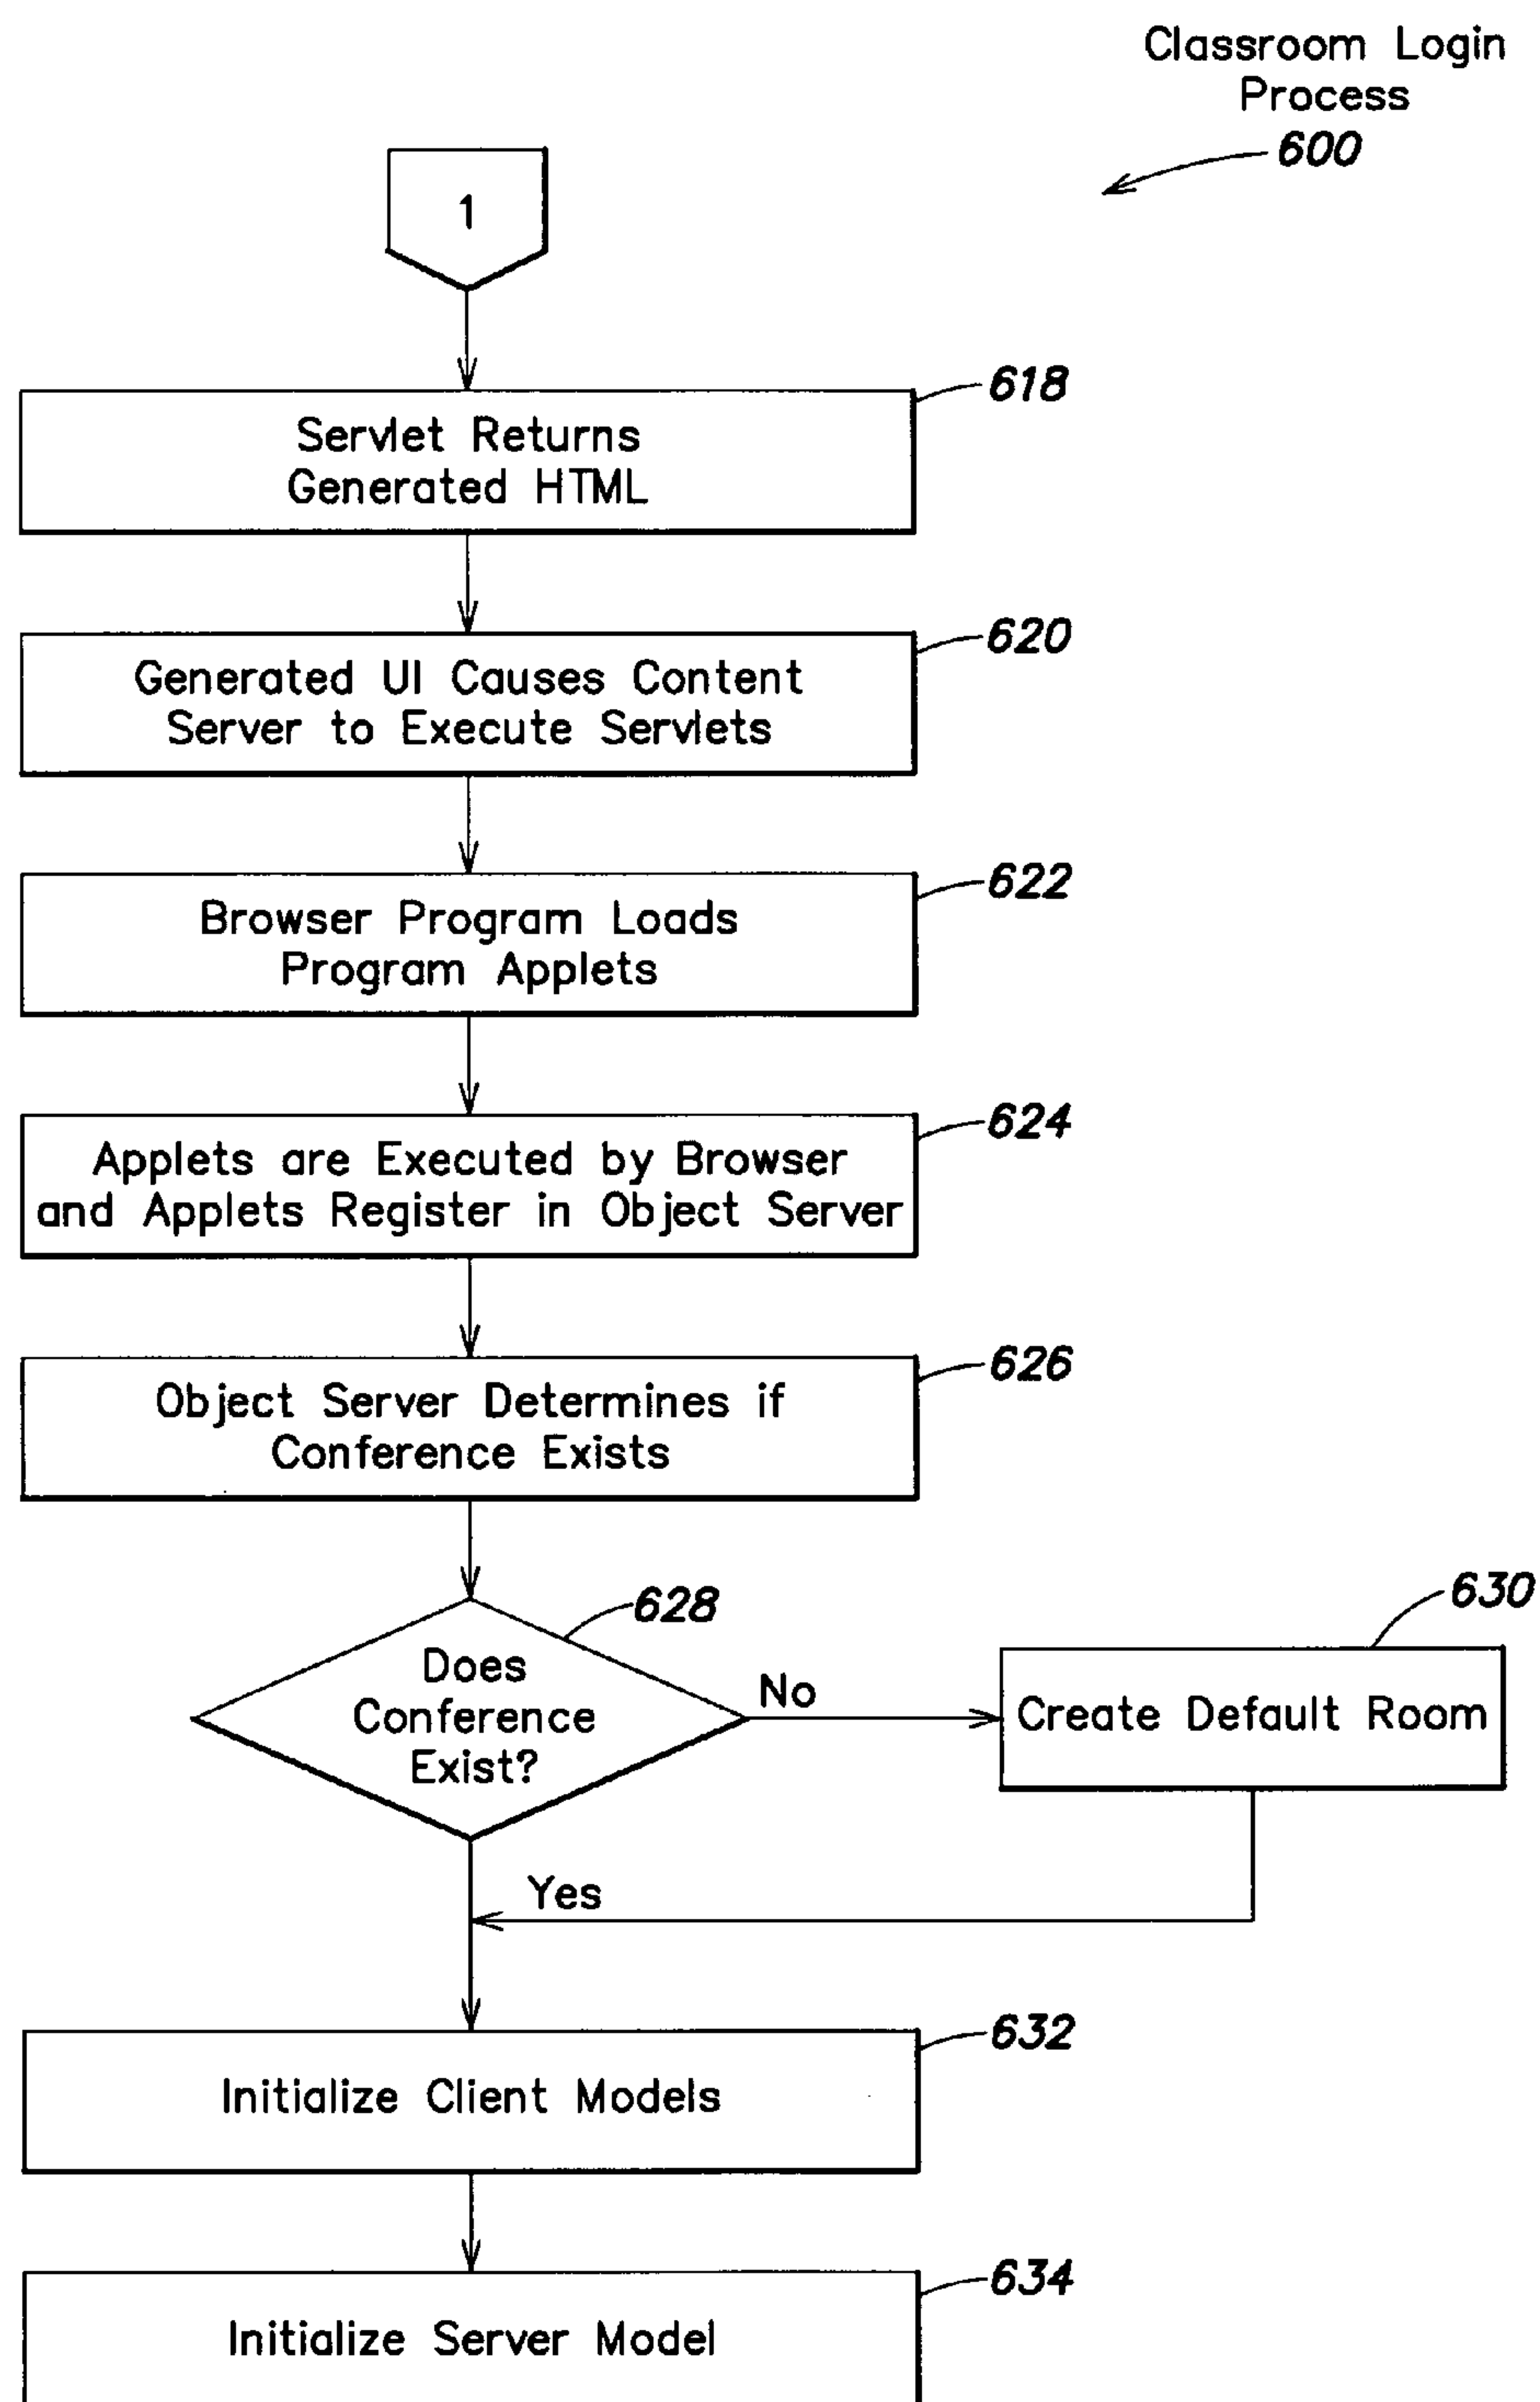 Classroom Login
Process
600
1
618
Servlet Returns
Generated HTML
620
Generated UI Causes Content
Server to Execute Servlets
622
Browser Program Loads
Program Applets
624
Applets are Executed by Browser
and Applets Register in Object Server
626
Object Server Determines if
Conference Exists
628
Does
Conference
Exist?
No
630
Create Default Room
Yes
632
Initialize Client Models
634
Initialize Server Model